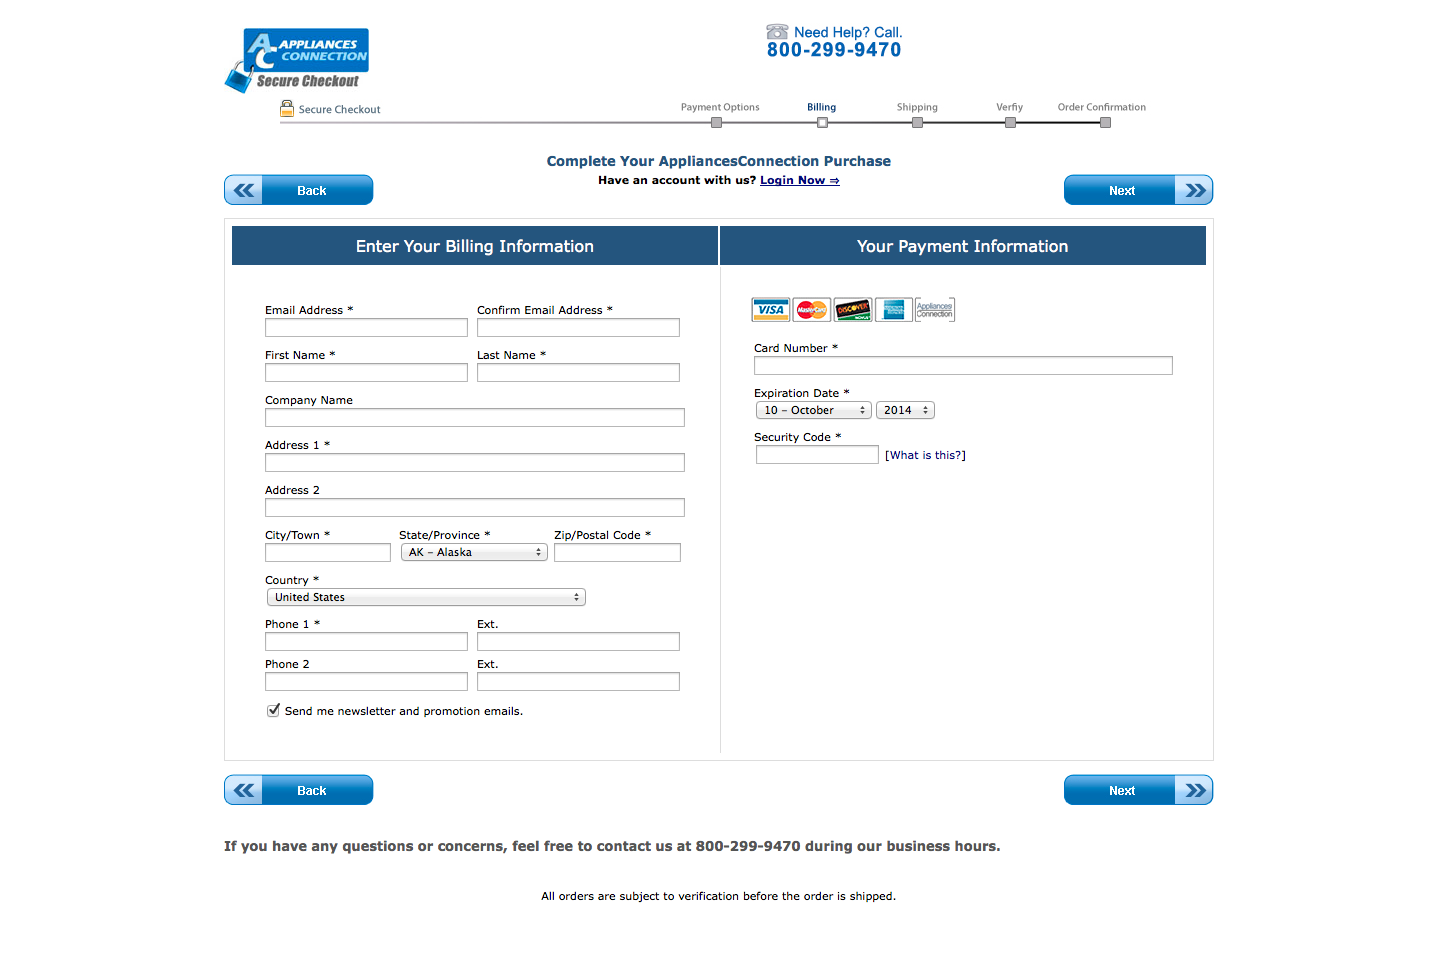 AC APPLIANCES
CONNECTION
Secure Checkout
Need Help? Call.
800-299-9470
Secure Checkout
Payment Options Billing Shipping Verfiy Order Confirmation
Complete Your AppliancesConnection Purchase
Have an account with us? Login Now ⇒
Back
Next
Enter Your Billing Information
Your Payment Information
Email Address * Confirm Email Address *
First Name * Last Name *
Company Name
Address 1 *
Address 2
City/Town * State/Province * Zip/Postal Code *
AK - Alaska
Country *
United States
Phone 1 * Ext.
Phone 2 Ext.
Send me newsletter and promotion emails.
VISA MasterCard DISCOVER Appliances
Connection
Card Number *
Expiration Date *
10 - October 2014
Security Code *
[What is this?]
Back
Next
If you have any questions or concerns, feel free to contact us at 800-299-9470 during our business hours.
All orders are subject to verification before the order is shipped.